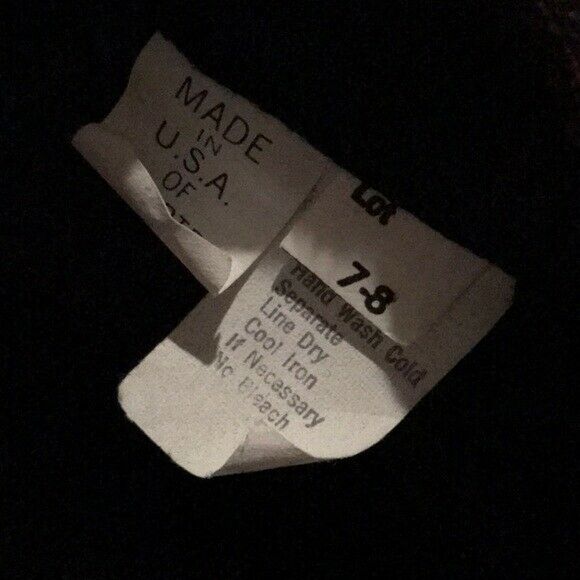 MADE
IN
U.S.A.
OF
Lot
7-8
Hand Wash Cold
Separate
Line Dry
Cool Iron
If Necessary
No Bleach